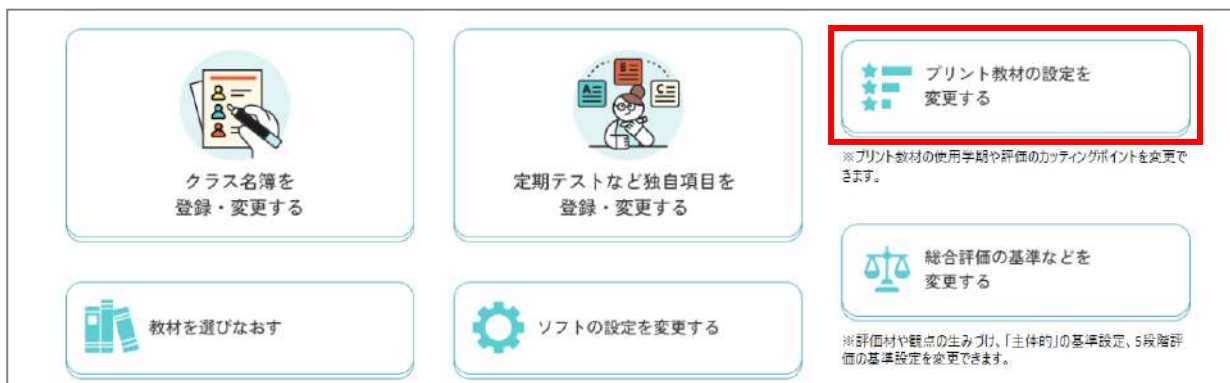 A
B
C
クラス名簿を
登録・変更する
定期テストなど独自項目を
登録・変更する
プリント教材の設定を
変更する
※プリント教材の使用学期や評価のカッティングポイントを変更で
きます。
総合評価の基準などを
変更する
教材を選びなおす
ソフトの設定を変更する
※評価材や観点の生みづけ、「主体的」の基準設定、5段階評
価の基準設定を変更できます。